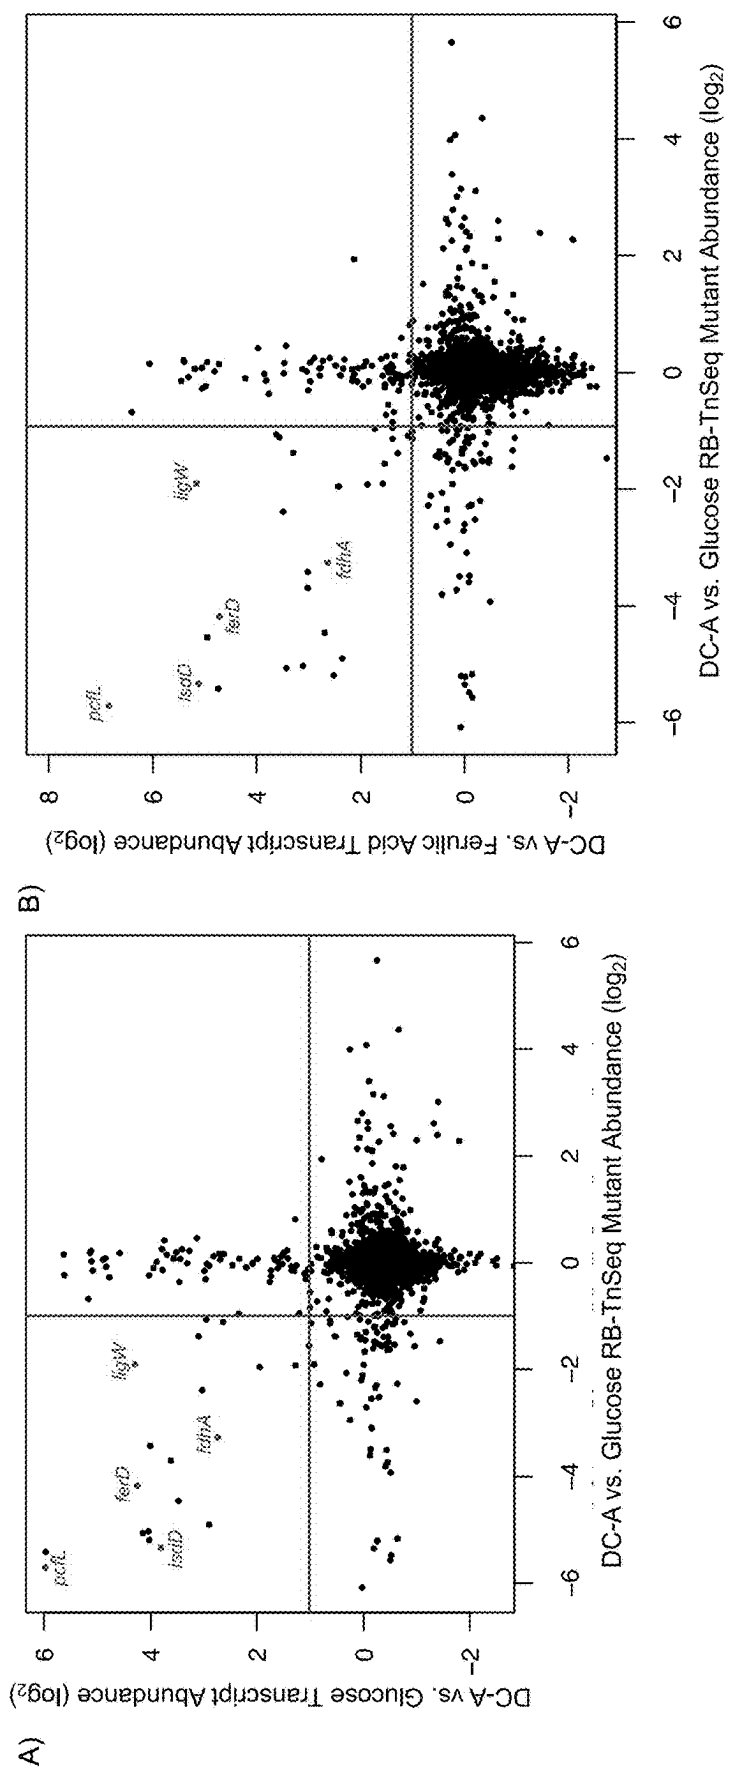 A)
DC-A vs. Glucose Transcript Abundance (log2)
6
4
2
0
−2
pcfL
lsdD
ferD
fdhA
ligW
−6
−4
−2
0
2
4
6
DC-A vs. Glucose RB-TnSeq Mutant Abundance (log2)
B)
DC-A vs. Ferulic Acid Transcript Abundance (log2)
8
6
4
2
0
−2
pcfL
lsdD
ferD
fdhA
ligW
−6
−4
−2
0
2
4
6
DC-A vs. Glucose RB-TnSeq Mutant Abundance (log2)